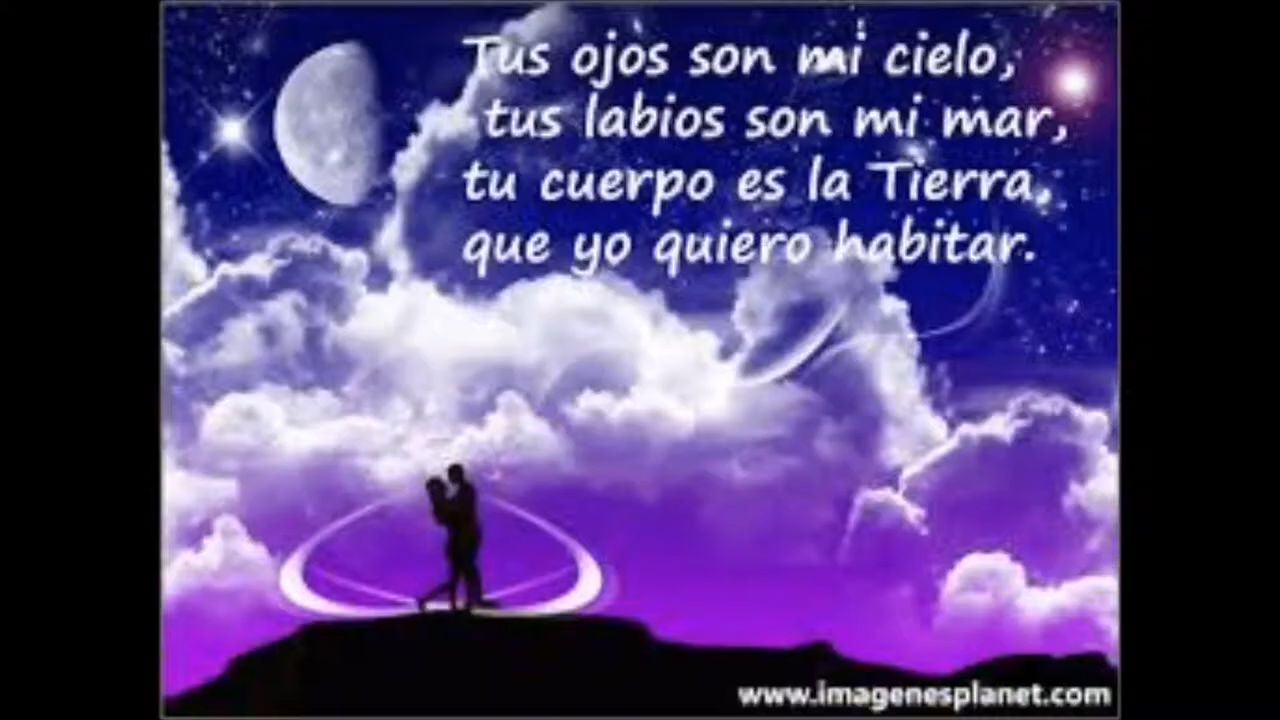 Tus ojos son mi cielo,
tus labios son mi mar,
tu cuerpo es la Tierra,
que yo quiero habitar.
www.imagenesplanet.com